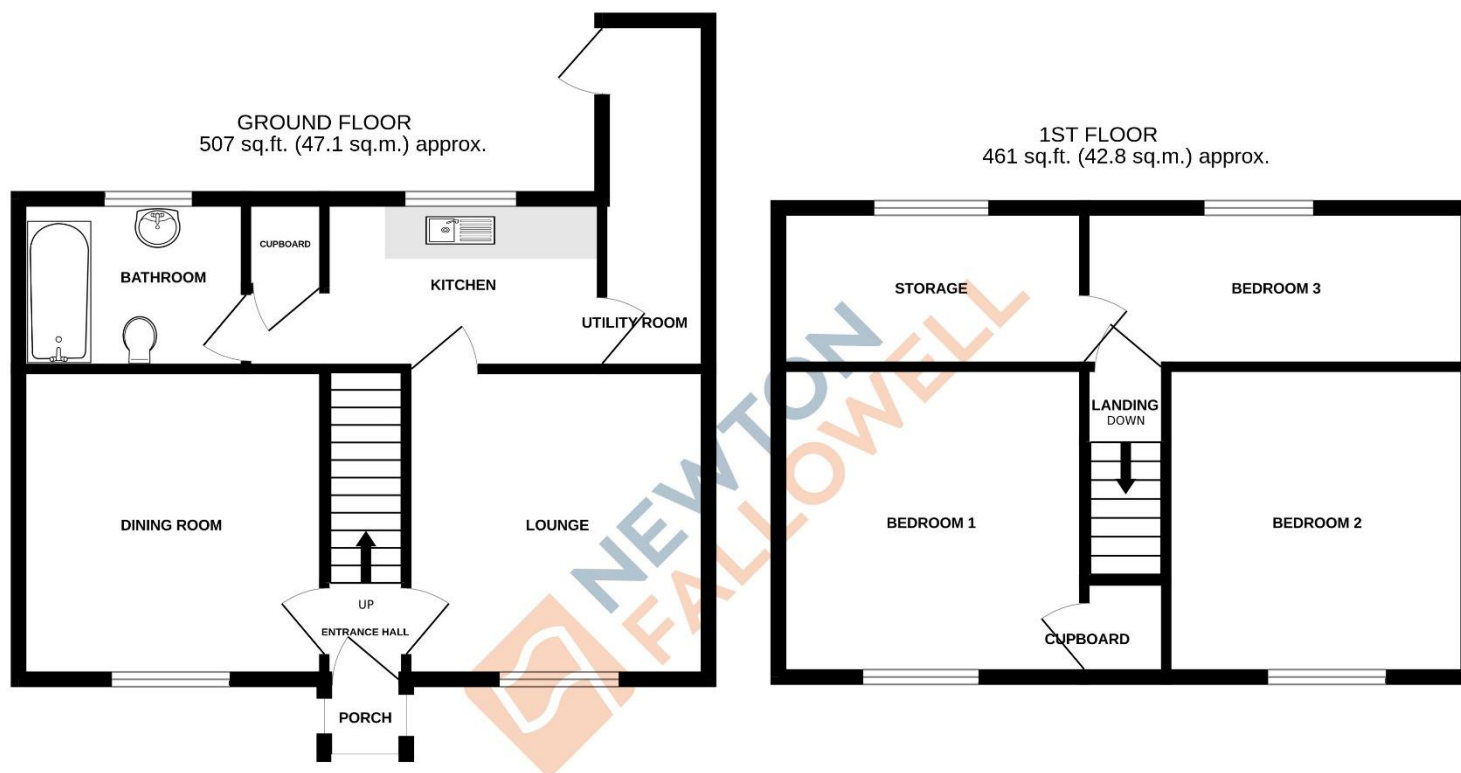 GROUND FLOOR
507 sq.ft. (47.1 sq.m.) approx.
BATHROOM
CUPBOARD
KITCHEN
UTILITY ROOM
DINING ROOM
LOUNGE
UP
ENTRANCE HALL
PORCH
1ST FLOOR
461 sq.ft. (42.8 sq.m.) approx.
STORAGE
BEDROOM 3
LANDING
DOWN
BEDROOM 1
BEDROOM 2
CUPBOARD
NEWTON
FALLOWELL